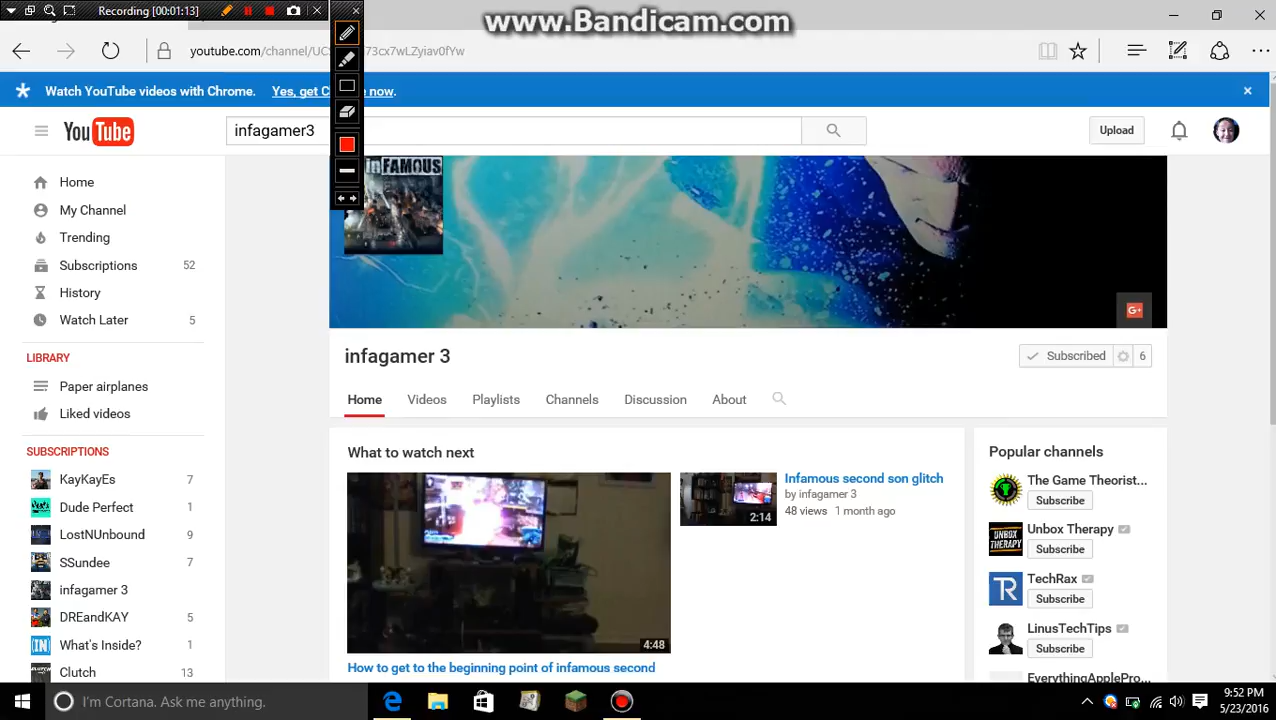 Recording [00:01:13]
www.Bandicam.com
youtube.com/channel/UC
73cx7wLZyiav0fYw
Watch YouTube videos with Chrome. Yes, get C
now.
YouTube
infagamer3
Upload
inFAMOUS
Home
My Channel
Trending
Subscriptions 52
History
Watch Later 5
LIBRARY
Paper airplanes
Liked videos
SUBSCRIPTIONS
KayKayEs 7
Dude Perfect 1
LostNUnbound 9
SSundee 7
infagamer 3
DREandKAY 5
What's Inside? 1
Clutch 13
G+
infagamer 3
Subscribed 6
Home Videos Playlists Channels Discussion About
What to watch next
4:48
How to get to the beginning point of infamous second
2:14
Infamous second son glitch
by infagamer 3
48 views 1 month ago
Popular channels
The Game Theorist...
Subscribe
UNBOX THERAPY
Unbox Therapy
Subscribe
TechRax
Subscribe
LinusTechTips
Subscribe
EverythingApplePro...
I'm Cortana. Ask me anything.
9:52 PM
5/23/2016